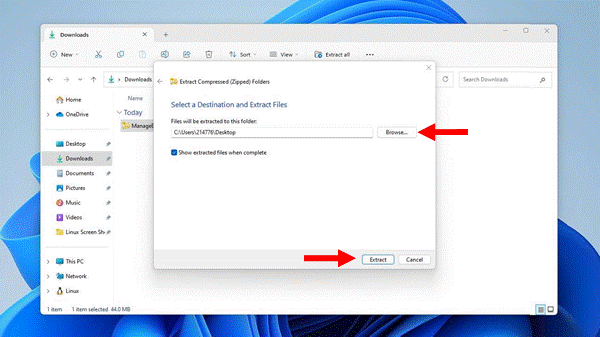 Downloads
New
Sort
View
Extract all
Downloads
Search Downloads
Extract Compressed (Zipped) Folders
Home
Name
OneDrive
Select a Destination and Extract Files
Today
Files will be extracted to this folder:
C:\Users\214776\Desktop
Browse...
Desktop
Show extracted files when complete
Downloads
Documents
Pictures
Music
Videos
Linux Screen Sh
This PC
Extract
Cancel
Network
Linux
1 item
1 item selected 44.0 MB